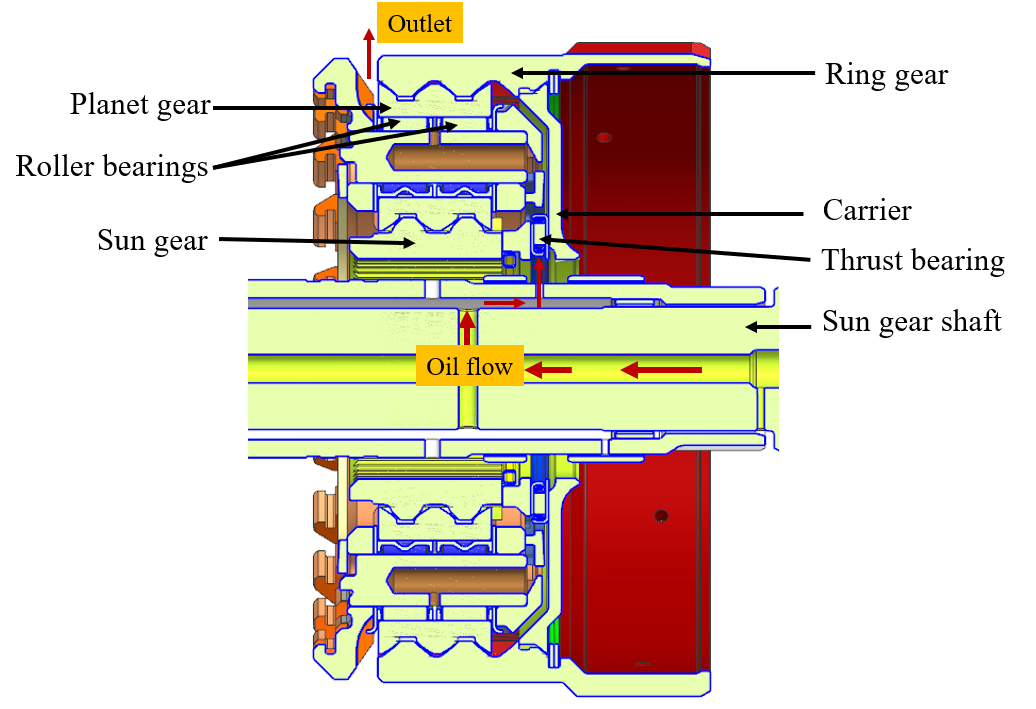 Outlet
Ring gear
Planet gear
Roller bearings
Carrier
Sun gear
Thrust bearing
Sun gear shaft
Oil flow